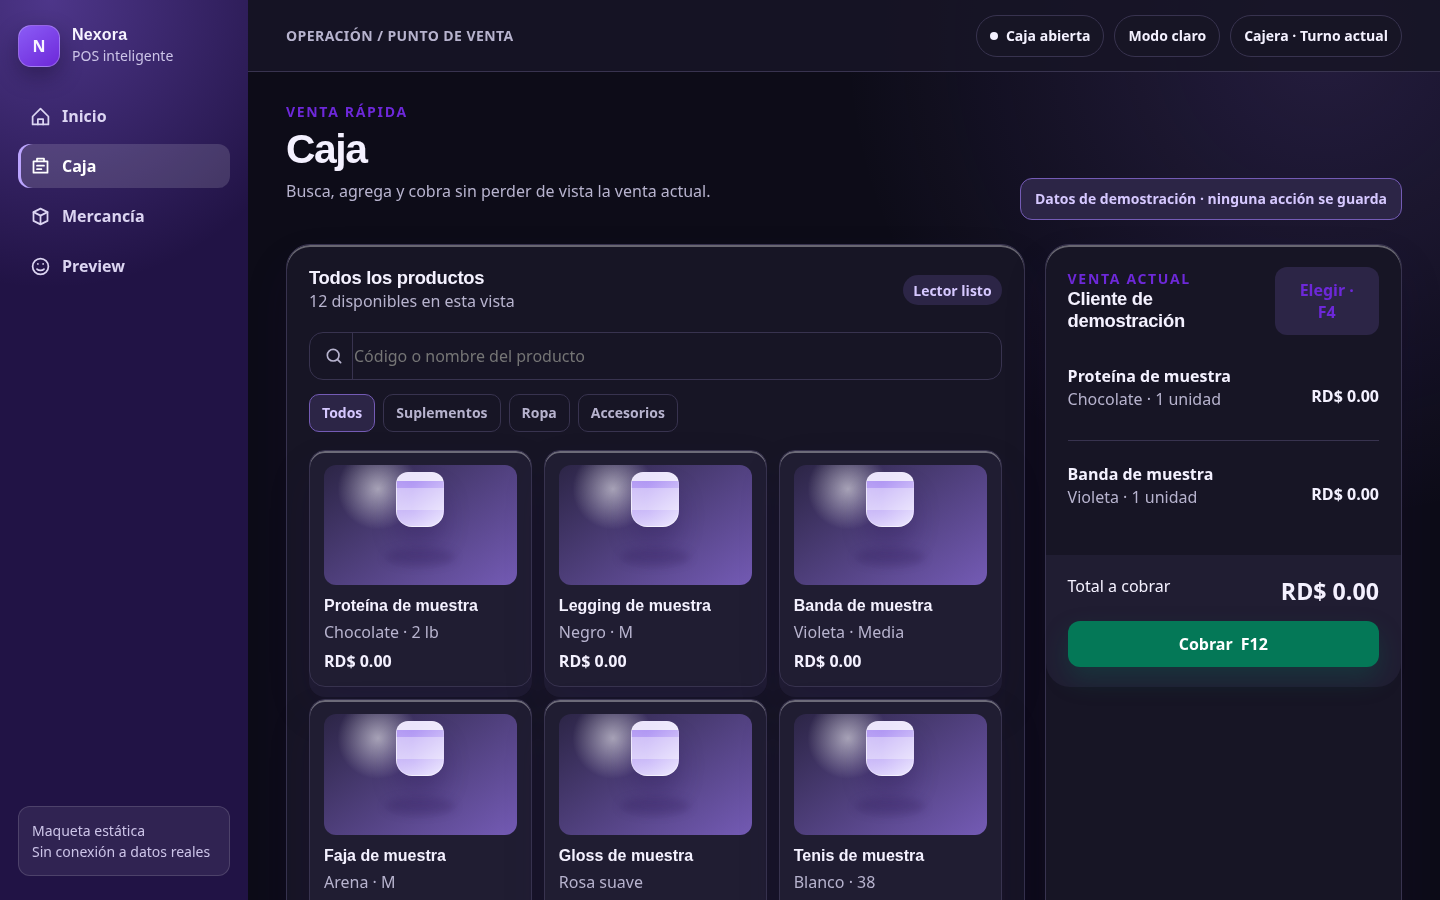 N
Nexora
POS inteligente
Inicio
Caja
Mercancía
Preview
Maqueta estática
Sin conexión a datos reales
OPERACIÓN / PUNTO DE VENTA
Caja abierta
Modo claro
Cajera · Turno actual
VENTA RÁPIDA
Caja
Busca, agrega y cobra sin perder de vista la venta actual.
Datos de demostración · ninguna acción se guarda
Todos los productos
12 disponibles en esta vista
Lector listo
Código o nombre del producto
Todos
Suplementos
Ropa
Accesorios
Proteína de muestra
Chocolate · 2 lb
RD$ 0.00
Legging de muestra
Negro · M
RD$ 0.00
Banda de muestra
Violeta · Media
RD$ 0.00
Faja de muestra
Arena · M
Gloss de muestra
Rosa suave
Tenis de muestra
Blanco · 38
VENTA ACTUAL
Cliente de
demostración
Elegir ·
F4
Proteína de muestra
Chocolate · 1 unidad
RD$ 0.00
Banda de muestra
Violeta · 1 unidad
RD$ 0.00
Total a cobrar
RD$ 0.00
Cobrar F12